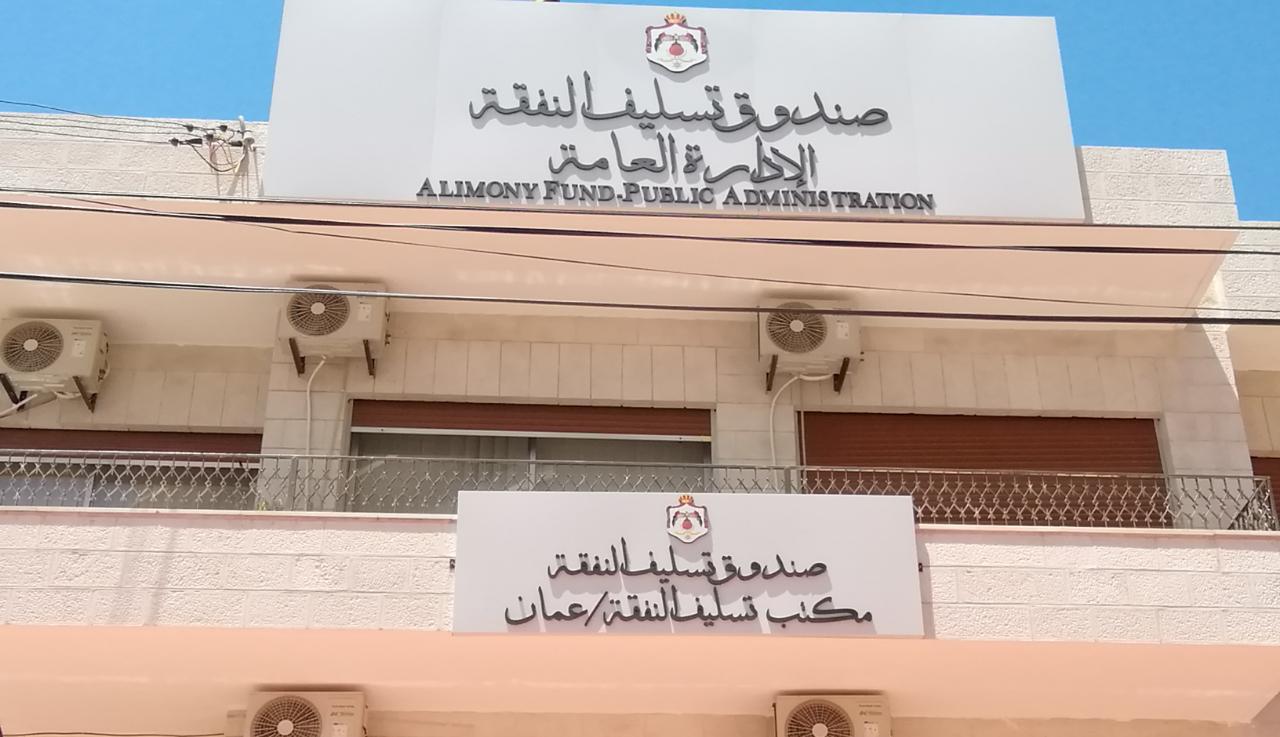 صندوق تسليف النفقة
الإدارة العامة
ALIMONY FUND-PUBLIC ADMINISTRATION
صندوق تسليف النفقة
مكتب تسليف النفقة/عمان